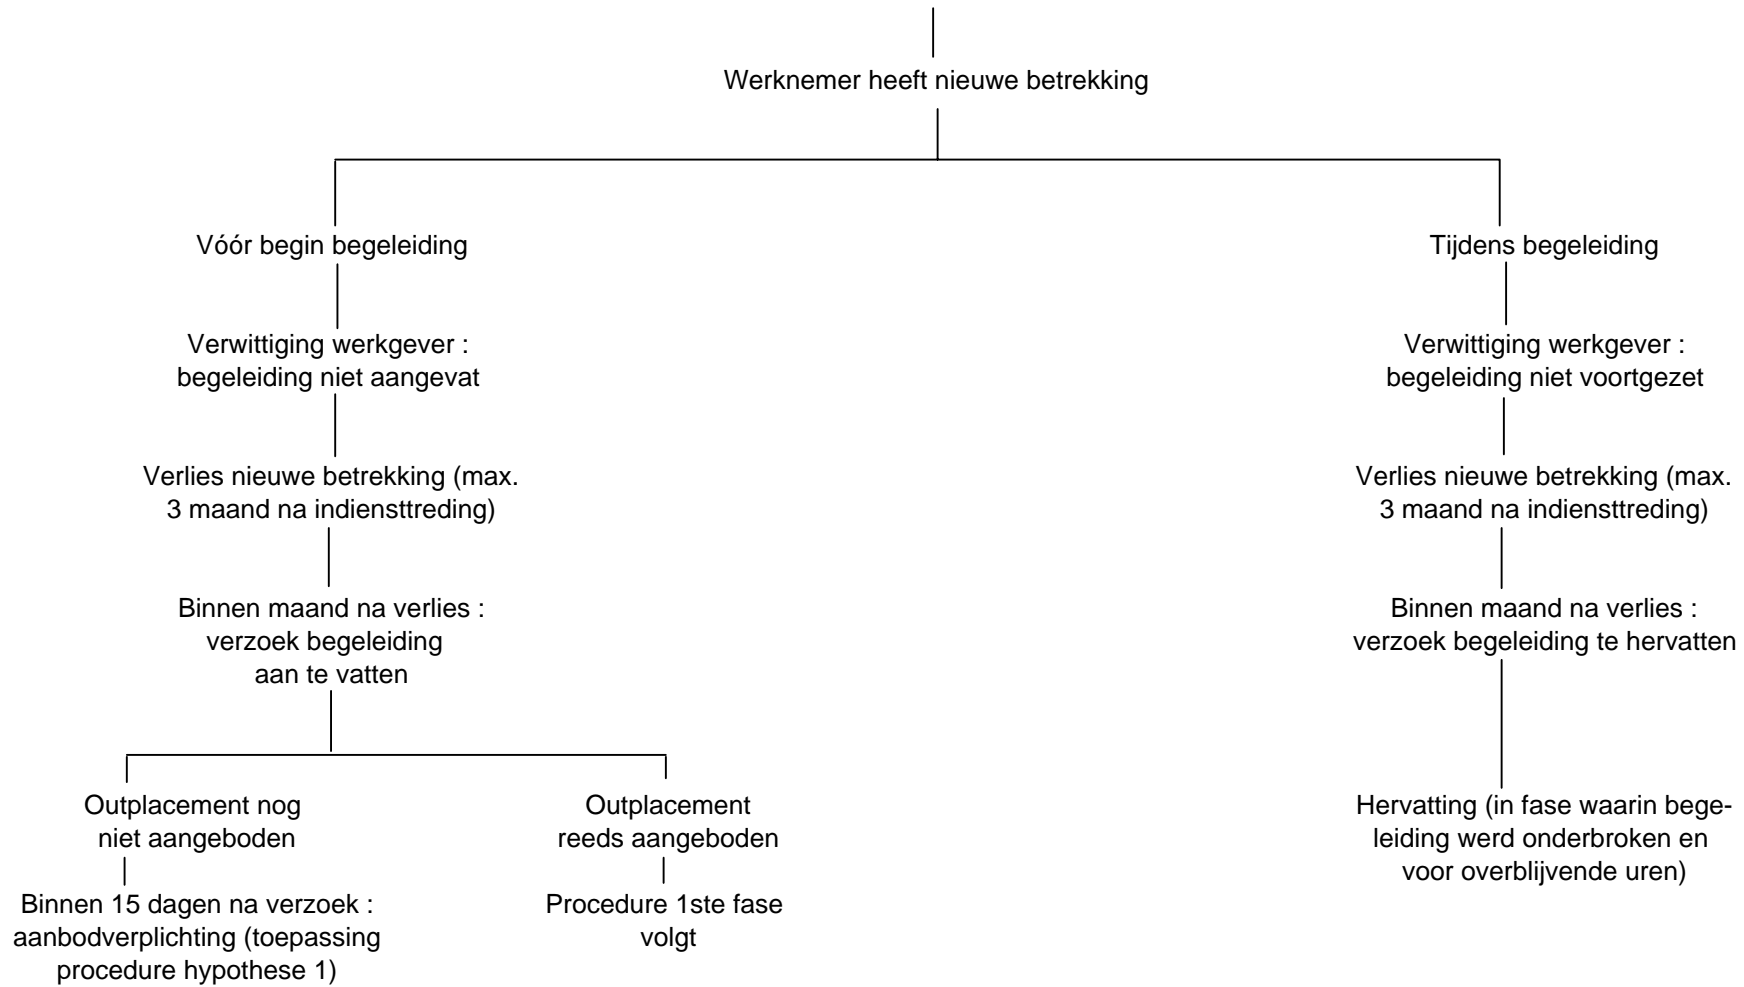 Werknemer heeft nieuwe betrekking
Vóór begin begeleiding
Verwittiging werkgever :
begeleiding niet aangevat
Verlies nieuwe betrekking (max.
3 maand na indiensttreding)
Binnen maand na verlies :
verzoek begeleiding
aan te vatten
Outplacement nog
niet aangeboden
Binnen 15 dagen na verzoek :
aanbodverplichting (toepassing
procedure hypothese 1)
Outplacement
reeds aangeboden
Procedure 1ste fase
volgt
Tijdens begeleiding
Verwittiging werkgever :
begeleiding niet voortgezet
Verlies nieuwe betrekking (max.
3 maand na indiensttreding)
Binnen maand na verlies :
verzoek begeleiding te hervatten
Hervatting (in fase waarin bege-
leiding werd onderbroken en
voor overblijvende uren)